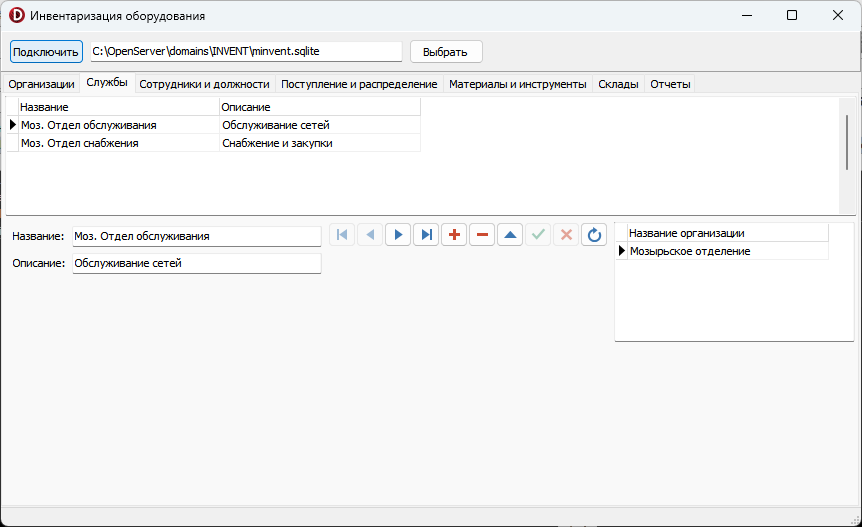 Инвентаризация оборудования
Подключить C:\OpenServer\domains\INVENT\minvent.sqlite Выбрать
Организации Службы Сотрудники и должности Поступление и распределение Материалы и инструменты Склады Отчеты
Название Описание
Моз. Отдел обслуживания Обслуживание сетей
Моз. Отдел снабжения Снабжение и закупки
Название: Моз. Отдел обслуживания
Описание: Обслуживание сетей
Название организации
Мозырьское отделение